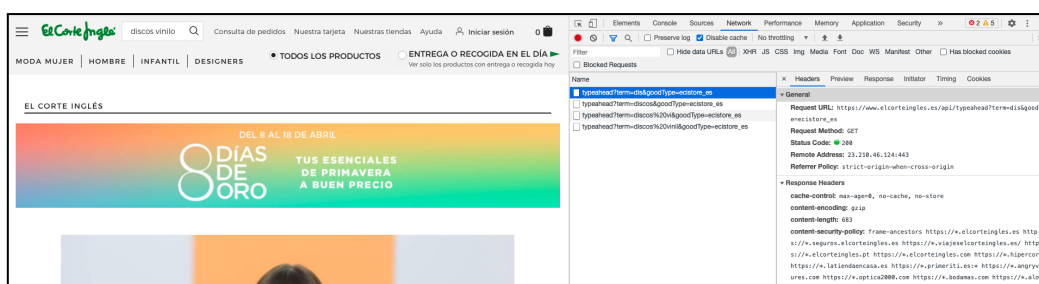 El Corte Inglés
discos vinilo
Consulta de pedidos Nuestra tarjeta Nuestras tiendas Ayuda Iniciar sesión 0
MODA MUJER | HOMBRE | INFANTIL | DESIGNERS
TODOS LOS PRODUCTOS
ENTREGA O RECOGIDA EN EL DÍA
Ver solo los productos con entrega o recogida hoy
EL CORTE INGLÉS
DEL 8 AL 18 DE ABRIL
8 DÍAS
DE
ORO
TUS ESENCIALES
DE PRIMAVERA
A BUEN PRECIO
Elements Console Sources Network Performance Memory Application Security » 2 5
Preserve log Disable cache No throttling
Filter Hide data URLs All XHR JS CSS Img Media Font Doc WS Manifest Other Has blocked cookies
Blocked Requests
Name
typeahead?term=dis&goodType=ecistore_es
typeahead?term=discos&goodType=ecistore_es
typeahead?term=discos%20vi&goodType=ecistore_es
typeahead?term=discos%20vinil&goodType=ecistore_es
× Headers Preview Response Initiator Timing Cookies
General
Request URL: https://www.elcorteingles.es/api/typeahead?term=dis&good
e=ecistore_es
Request Method: GET
Status Code: 200
Remote Address: 23.210.46.124:443
Referrer Policy: strict-origin-when-cross-origin
Response Headers
cache-control: max-age=0, no-cache, no-store
content-encoding: gzip
content-length: 683
content-security-policy: frame-ancestors https://*.elcorteingles.es http
s://*.seguros.elcorteingles.es https://*.viajeselcorteingles.es/ http
s://*.elcorteingles.pt https://*.elcorteingles.com https://*.hipercor
https://*.latiendaencasa.es https://*.primeriti.es:* https://*.angryv
ures.com https://*.optica2000.com https://*.bodamas.com https://*.alo